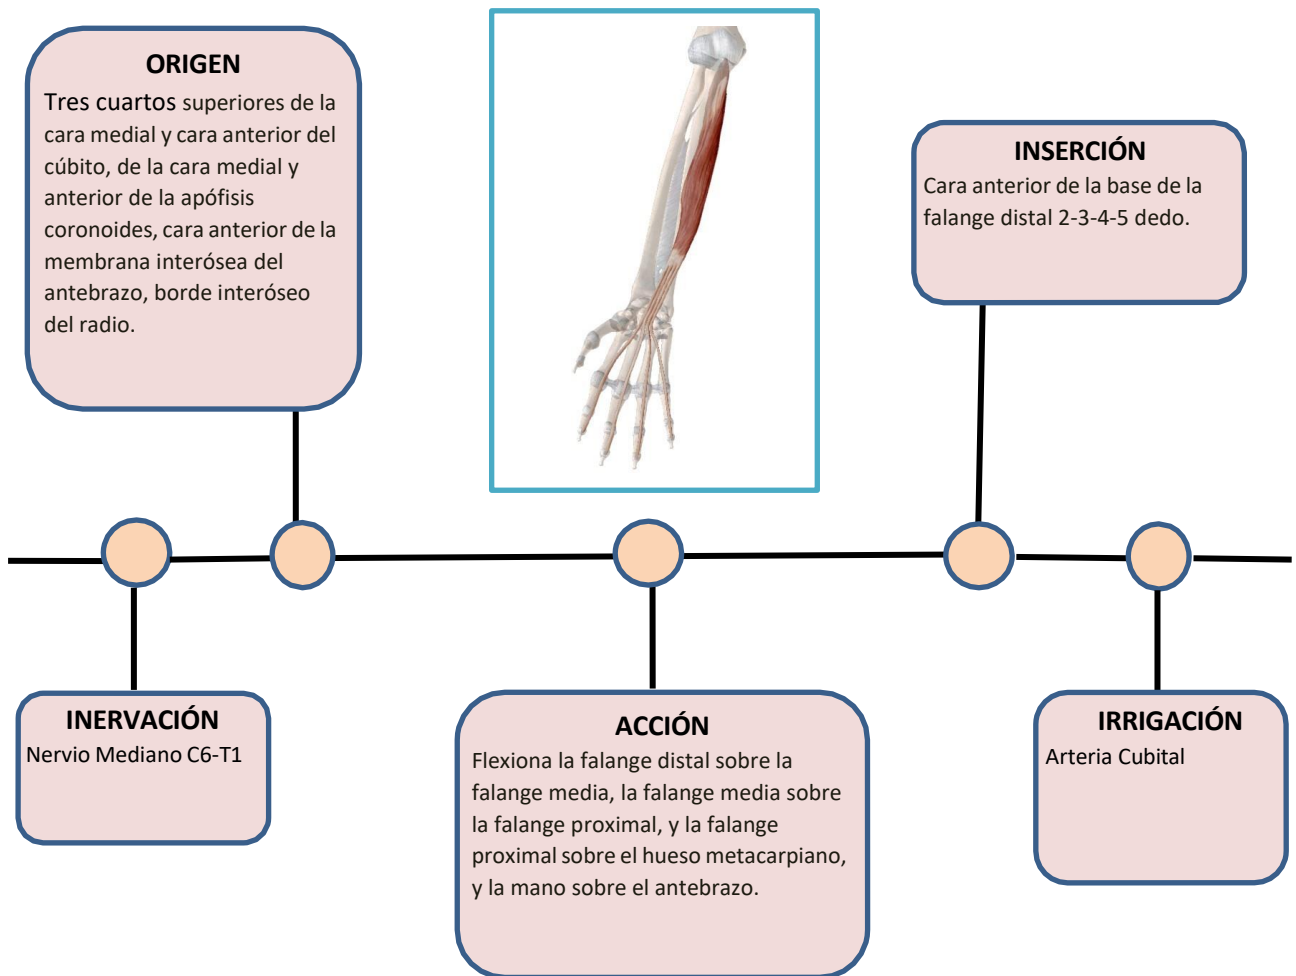 ORIGEN
Tres cuartos superiores de la
cara medial y cara anterior del
cúbito, de la cara medial y
anterior de la apófisis
coronoides, cara anterior de la
membrana interósea del
antebrazo, borde interóseo
del radio.
INSERCIÓN
Cara anterior de la base de la
falange distal 2-3-4-5 dedo.
INERVACIÓN
Nervio Mediano C6-T1
ACCIÓN
Flexiona la falange distal sobre la
falange media, la falange media sobre
la falange proximal, y la falange
proximal sobre el hueso metacarpiano,
y la mano sobre el antebrazo.
IRRIGACIÓN
Arteria Cubital